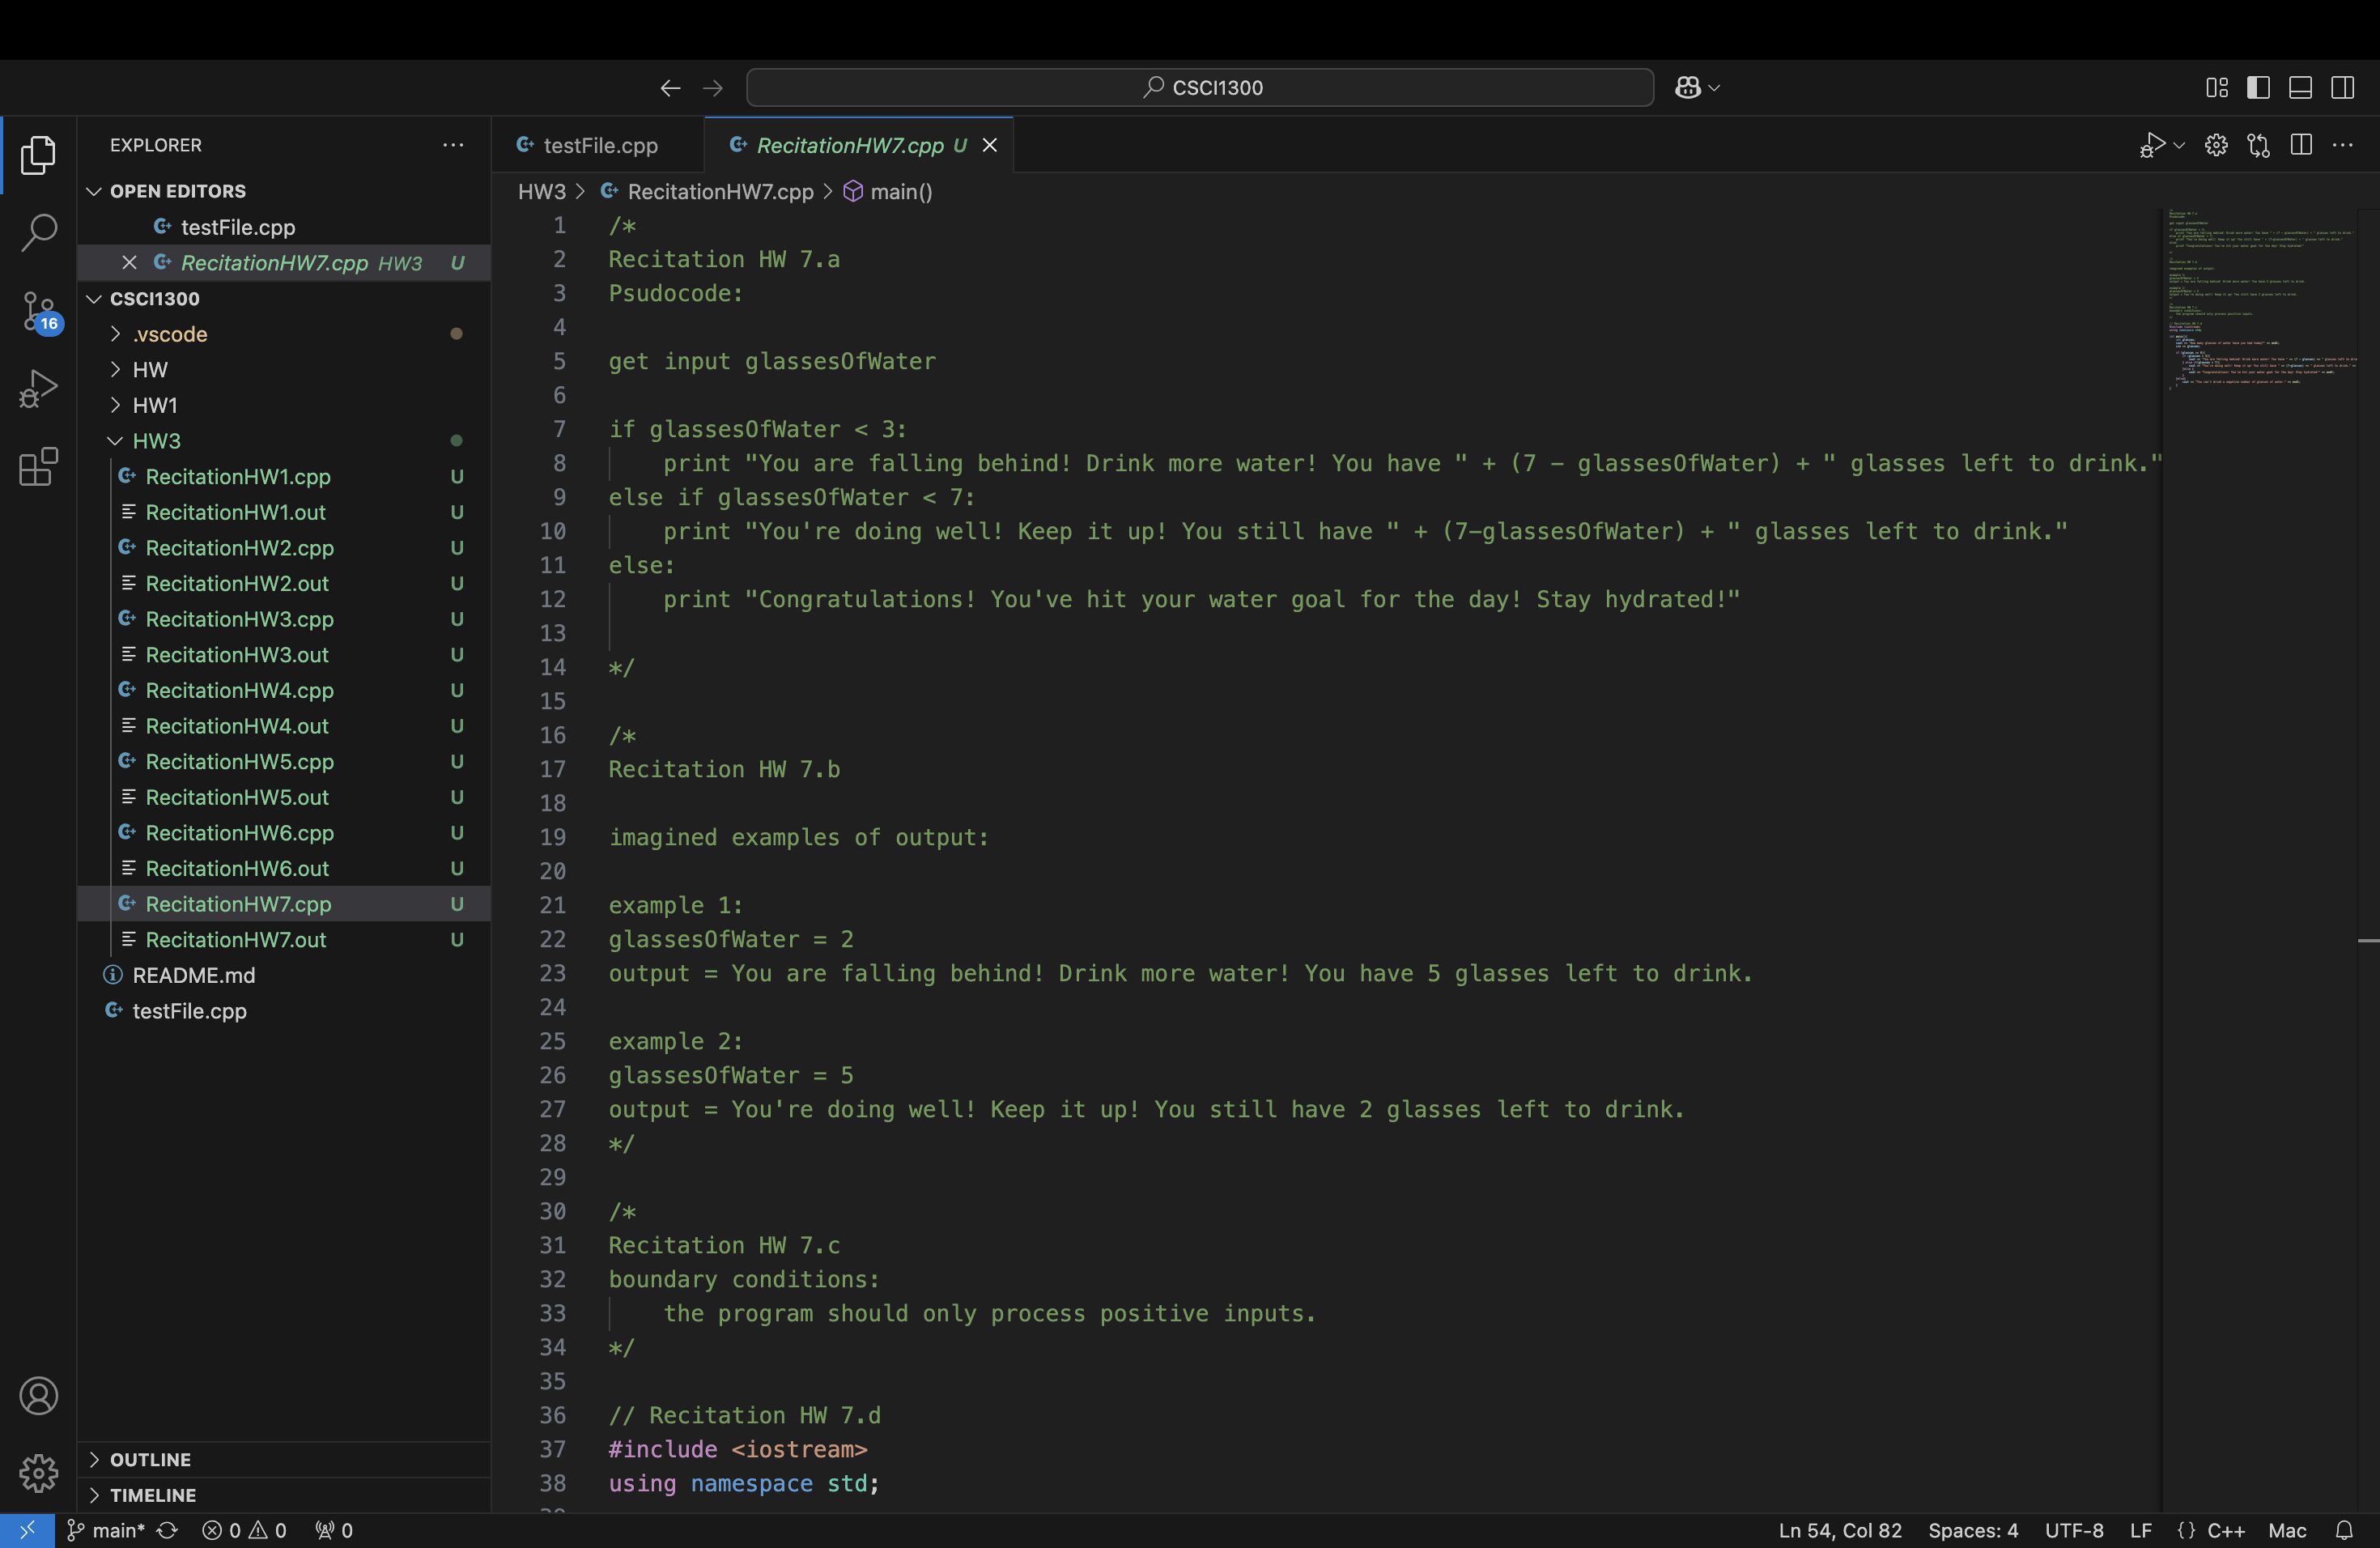 CSCI1300
EXPLORER
OPEN EDITORS
testFile.cpp
RecitationHW7.cpp HW3 U
CSCI1300
.vscode
HW
HW1
HW3
RecitationHW1.cpp U
RecitationHW1.out U
RecitationHW2.cpp U
RecitationHW2.out U
RecitationHW3.cpp U
RecitationHW3.out U
RecitationHW4.cpp U
RecitationHW4.out U
RecitationHW5.cpp U
RecitationHW5.out U
RecitationHW6.cpp U
RecitationHW6.out U
RecitationHW7.cpp U
RecitationHW7.out U
README.md
testFile.cpp
OUTLINE
TIMELINE
16
testFile.cpp
RecitationHW7.cpp U
HW3 > RecitationHW7.cpp > main()
1 /*
2 Recitation HW 7.a
3 Psudocode:
4
5 get input glassesOfWater
6
7 if glassesOfWater < 3:
8 print "You are falling behind! Drink more water! You have " + (7 - glassesOfWater) + " glasses left to drink."
9 else if glassesOfWater < 7:
10 print "You're doing well! Keep it up! You still have " + (7-glassesOfWater) + " glasses left to drink."
11 else:
12 print "Congratulations! You've hit your water goal for the day! Stay hydrated!"
13
14 */
15
16 /*
17 Recitation HW 7.b
18
19 imagined examples of output:
20
21 example 1:
22 glassesOfWater = 2
23 output = You are falling behind! Drink more water! You have 5 glasses left to drink.
24
25 example 2:
26 glassesOfWater = 5
27 output = You're doing well! Keep it up! You still have 2 glasses left to drink.
28 */
29
30 /*
31 Recitation HW 7.c
32 boundary conditions:
33 the program should only process positive inputs.
34 */
35
36 // Recitation HW 7.d
37 #include <iostream>
38 using namespace std;
main* 0 0 0
Ln 54, Col 82 Spaces: 4 UTF-8 LF {} C++ Mac